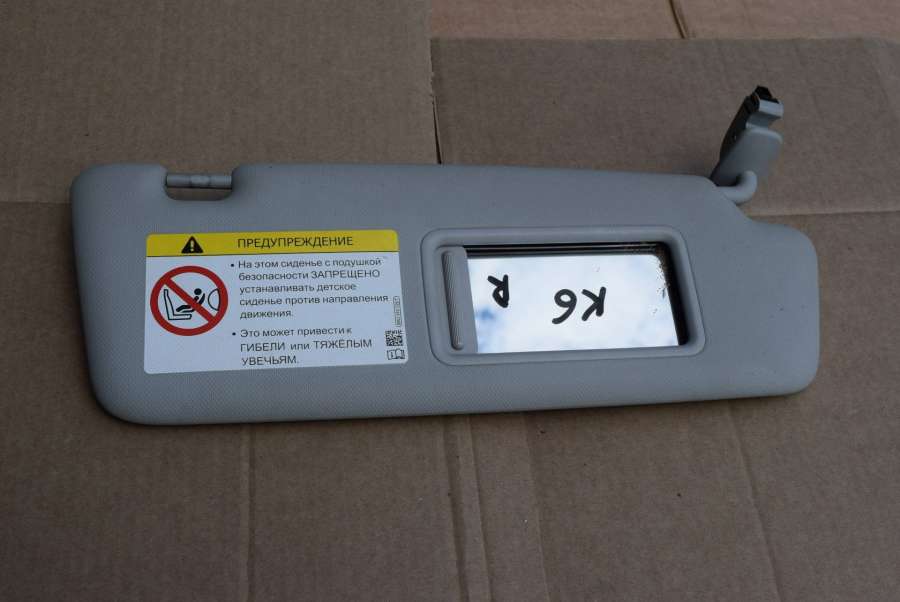 ПРЕДУПРЕЖДЕНИЕ
• На этом сиденье с подушкой
безопасности ЗАПРЕЩЕНО
устанавливать детское
сиденье против направления
движения.
• Это может привести к
ГИБЕЛИ или ТЯЖЁЛЫМ
УВЕЧЬЯМ.
K6
R